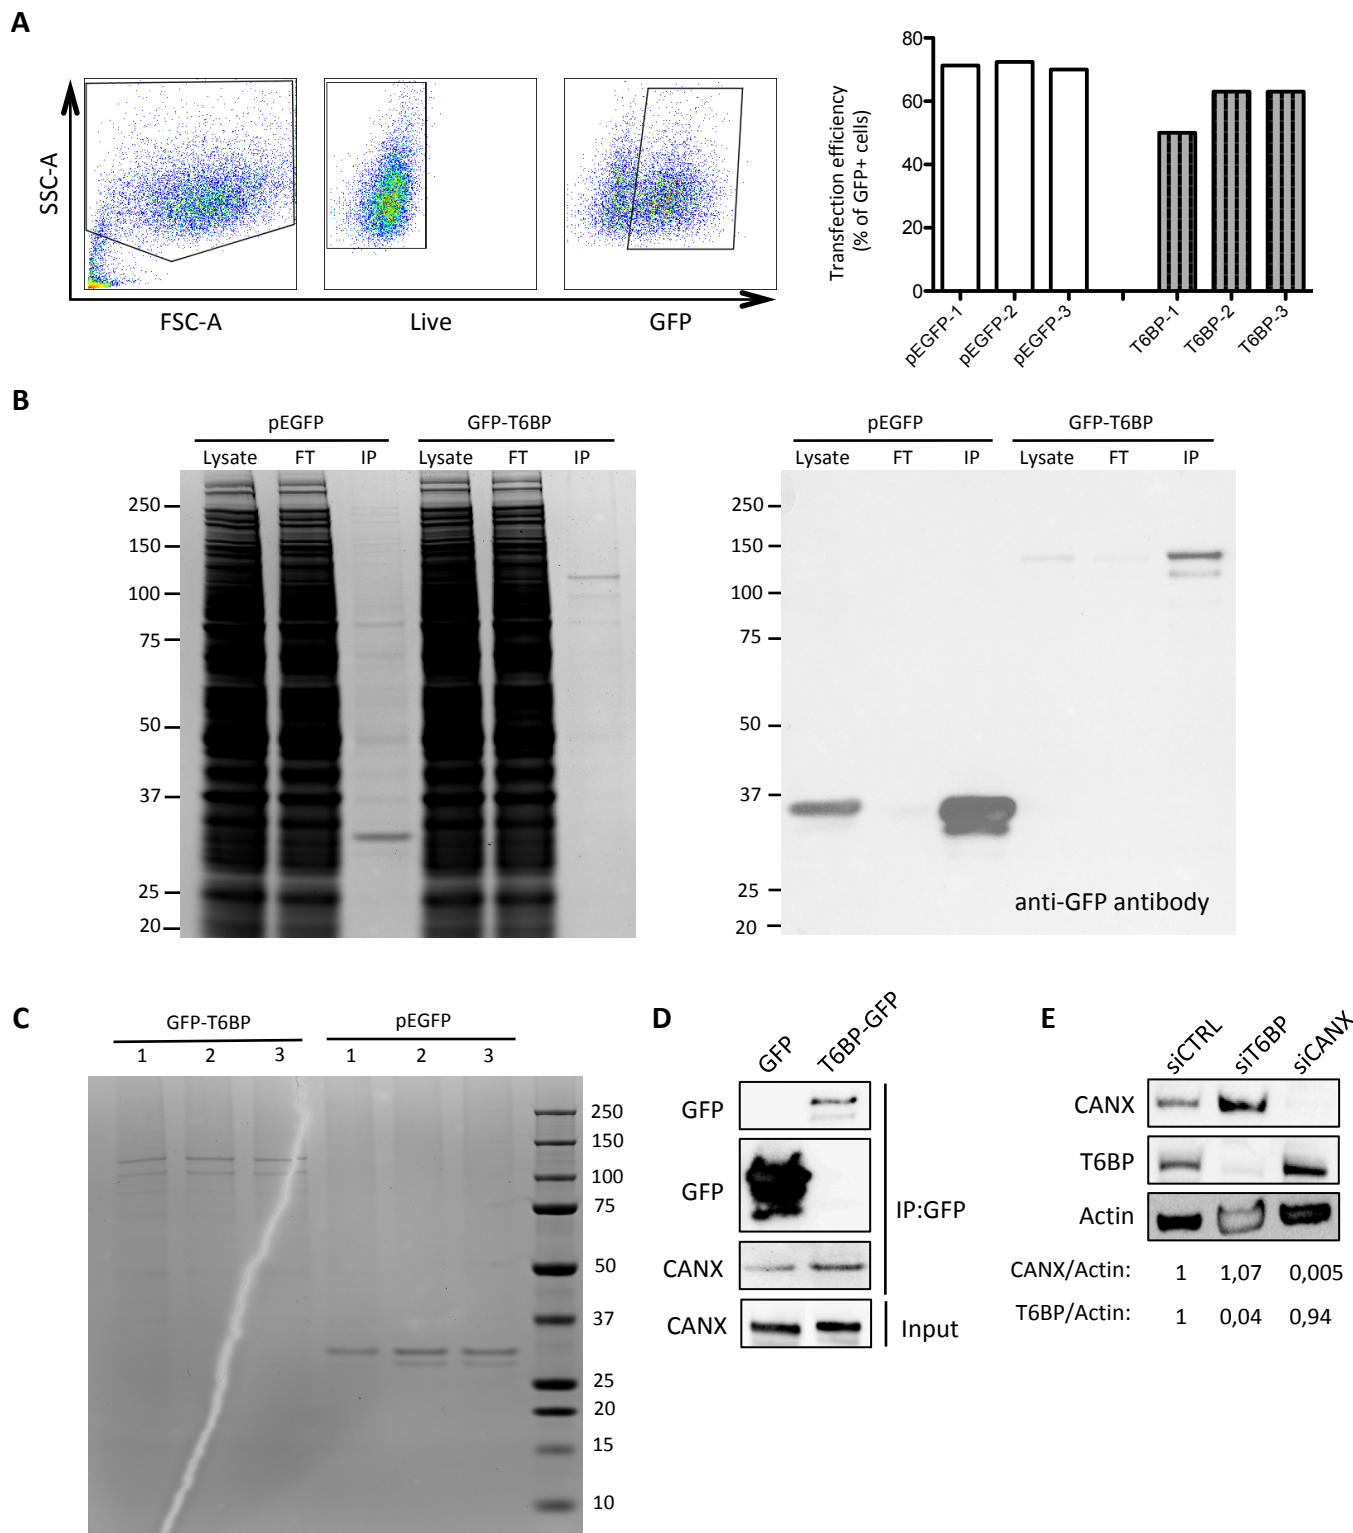 A
SSC-A
FSC-A
Live
GFP
Transfection efficiency
(% of GFP+ cells)
80
60
40
20
0
pEGFP-1
pEGFP-2
pEGFP-3
T6BP-1
T6BP-2
T6BP-3
B
pEGFP
GFP-T6BP
Lysate FT IP Lysate FT IP
250
150
100
75
50
37
25
20
pEGFP
GFP-T6BP
Lysate FT IP Lysate FT IP
250
150
100
75
50
37
25
20
anti-GFP antibody
C
GFP-T6BP
pEGFP
1 2 3 1 2 3
250
150
100
75
50
37
25
20
15
10
D
GFP
T6BP-GFP
GFP
GFP
CANX
IP:GFP
CANX
Input
E
siCTRL
siT6BP
siCANX
CANX
T6BP
Actin
CANX/Actin: 1 1,07 0,005
T6BP/Actin: 1 0,04 0,94